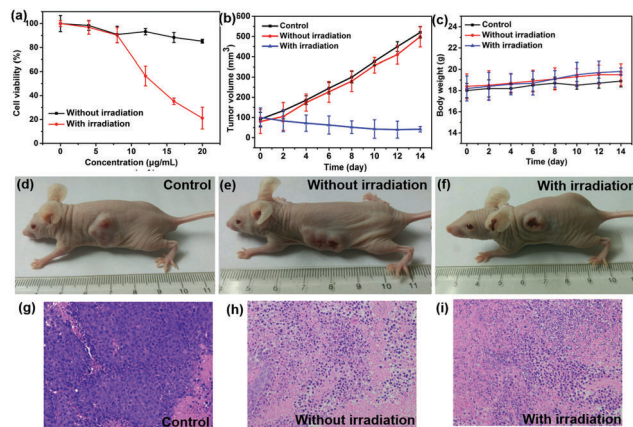 (a)
Cell viability (%)
120
100
80
60
40
20
0
Without irradiation
With irradiation
0 5 10 15 20
Concentration (μg/mL)
(b)
Tumor volume (mm³)
600
500
400
300
200
100
0
-100
Control
Without irradiation
With irradiation
0 2 4 6 8 10 12 14
Time (day)
(c)
Body weight (g)
24
22
20
18
16
14
Control
Without irradiation
With irradiation
0 2 4 6 8 10 12 14
Time (day)
(d) Control
(e) Without irradiation
(f) With irradiation
(g)
Control
(h)
Without irradiation
(i)
With irradiation